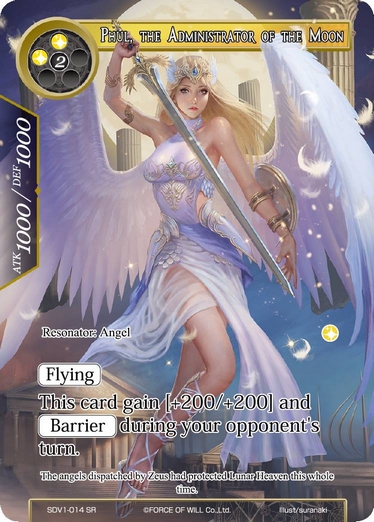 Phul, the Administrator of the Moon
2
ATK 1000 / DEF 1000
Resonator: Angel
Flying
This card gain [+200/+200] and
Barrier during your opponent's
turn.
The angels dispatched by Zeus had protected Lunar Heaven this whole
time.
SDV1-014 SR ©FORCE OF WILL Co.,Ltd. Illust/suranaki